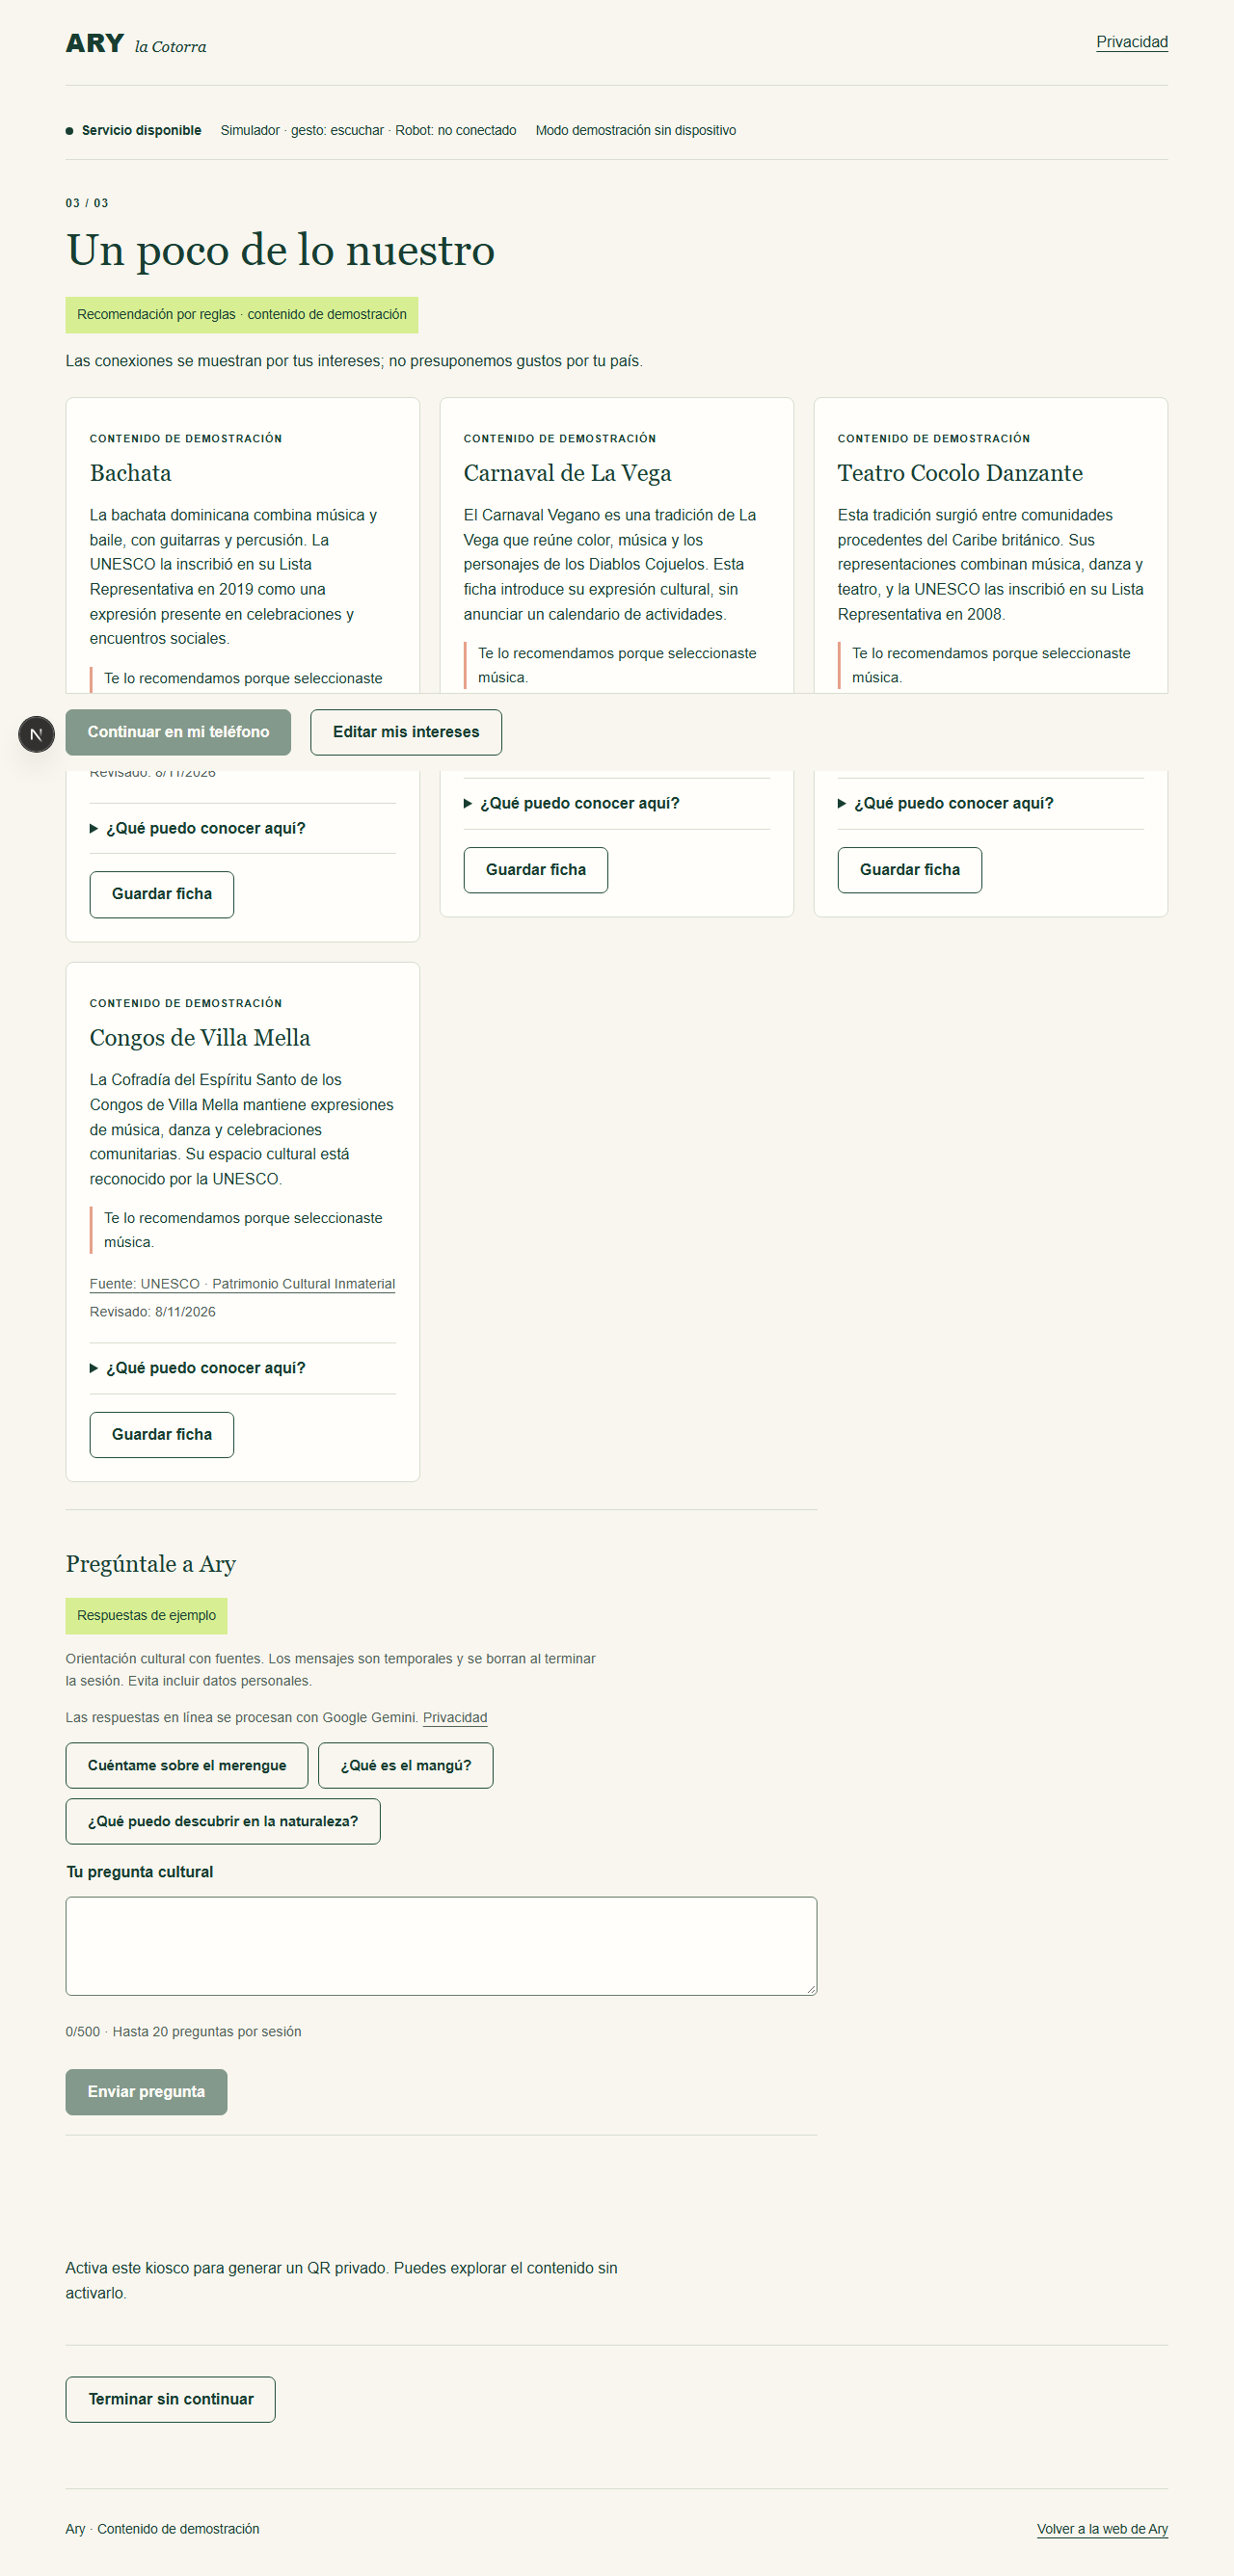 ARY la Cotorra
Privacidad
Servicio disponible
Simulador · gesto: escuchar · Robot: no conectado
Modo demostración sin dispositivo
03 / 03
Un poco de lo nuestro
Recomendación por reglas · contenido de demostración
Las conexiones se muestran por tus intereses; no presuponemos gustos por tu país.
CONTENIDO DE DEMOSTRACIÓN
Bachata
La bachata dominicana combina música y
baile, con guitarras y percusión. La
UNESCO la inscribió en su Lista
Representativa en 2019 como una
expresión presente en celebraciones y
encuentros sociales.
Te lo recomendamos porque seleccionaste
CONTENIDO DE DEMOSTRACIÓN
Carnaval de La Vega
El Carnaval Vegano es una tradición de La
Vega que reúne color, música y los
personajes de los Diablos Cojuelos. Esta
ficha introduce su expresión cultural, sin
anunciar un calendario de actividades.
Te lo recomendamos porque seleccionaste
música.
CONTENIDO DE DEMOSTRACIÓN
Teatro Cocolo Danzante
Esta tradición surgió entre comunidades
procedentes del Caribe británico. Sus
representaciones combinan música, danza y
teatro, y la UNESCO las inscribió en su Lista
Representativa en 2008.
Te lo recomendamos porque seleccionaste
música.
N
Continuar en mi teléfono
Editar mis intereses
Revisado: 8/11/2026
¿Qué puedo conocer aquí?
Guardar ficha
¿Qué puedo conocer aquí?
Guardar ficha
¿Qué puedo conocer aquí?
Guardar ficha
CONTENIDO DE DEMOSTRACIÓN
Congos de Villa Mella
La Cofradía del Espíritu Santo de los
Congos de Villa Mella mantiene expresiones
de música, danza y celebraciones
comunitarias. Su espacio cultural está
reconocido por la UNESCO.
Te lo recomendamos porque seleccionaste
música.
Fuente: UNESCO · Patrimonio Cultural Inmaterial
Revisado: 8/11/2026
¿Qué puedo conocer aquí?
Guardar ficha
Pregúntale a Ary
Respuestas de ejemplo
Orientación cultural con fuentes. Los mensajes son temporales y se borran al terminar
la sesión. Evita incluir datos personales.
Las respuestas en línea se procesan con Google Gemini. Privacidad
Cuéntame sobre el merengue
¿Qué es el mangú?
¿Qué puedo descubrir en la naturaleza?
Tu pregunta cultural
0/500 · Hasta 20 preguntas por sesión
Enviar pregunta
Activa este kiosco para generar un QR privado. Puedes explorar el contenido sin
activarlo.
Terminar sin continuar
Ary · Contenido de demostración
Volver a la web de Ary